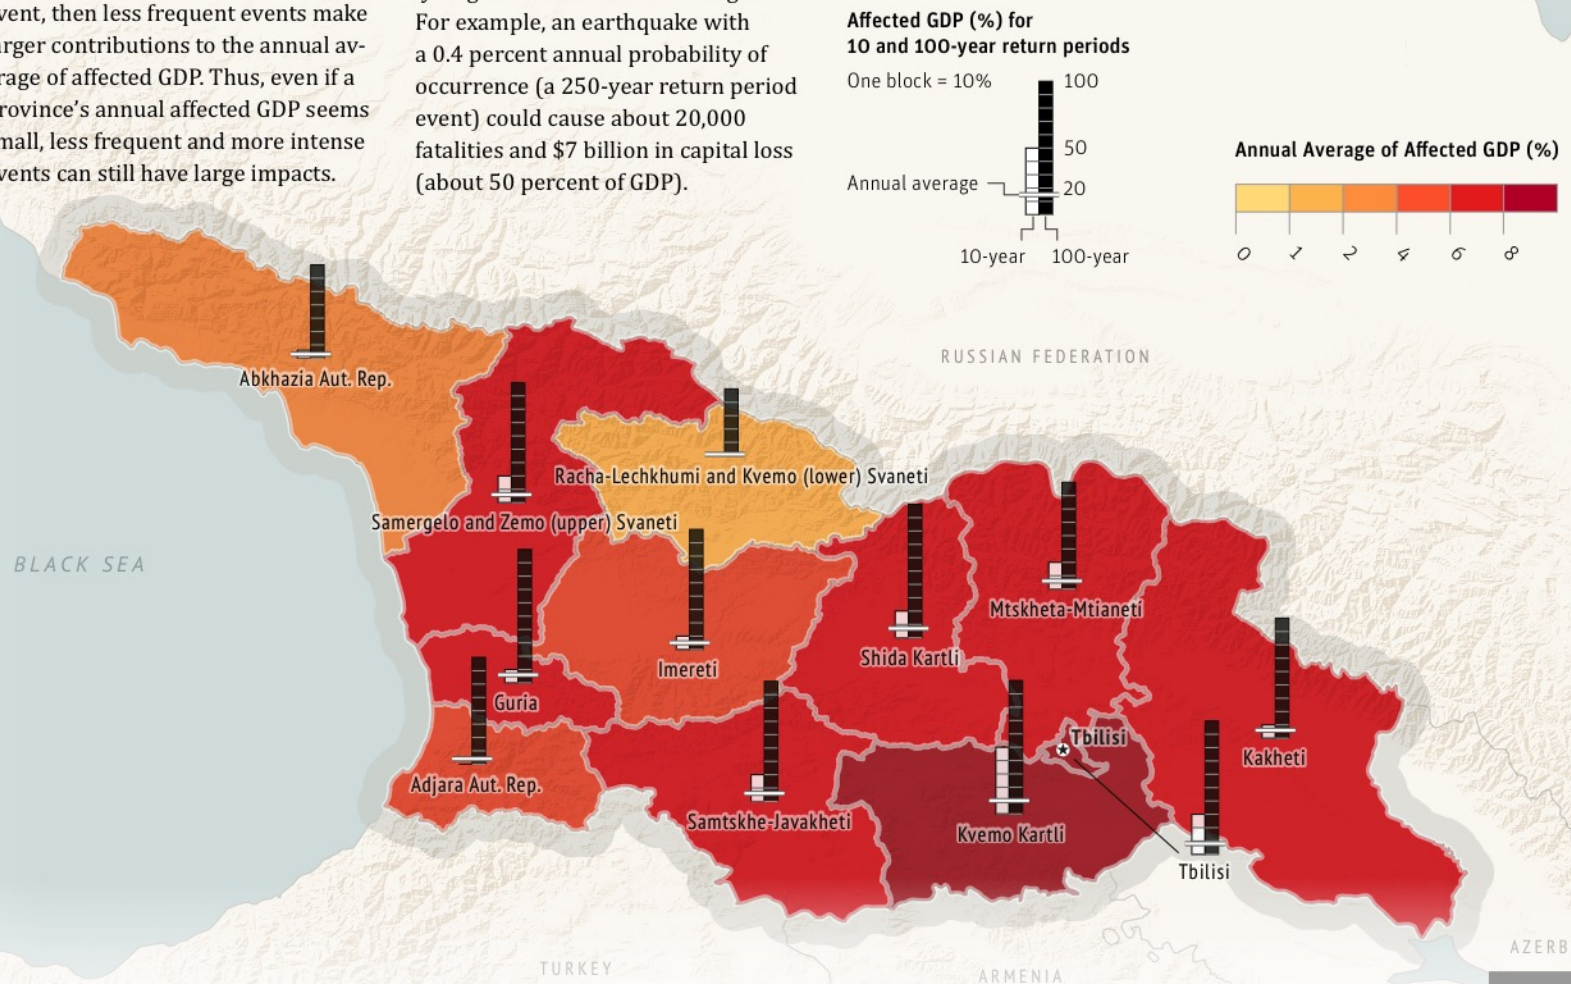 vent, then less frequent events make
arger contributions to the annual av-
rage of affected GDP. Thus, even if a
rovince's annual affected GDP seems
mall, less frequent and more intense
vents can still have large impacts.
For example, an earthquake with
a 0.4 percent annual probability of
occurrence (a 250-year return period
event) could cause about 20,000
fatalities and $7 billion in capital loss
(about 50 percent of GDP).
Affected GDP (%) for
10 and 100-year return periods
One block = 10%
100
50
20
Annual average
10-year
100-year
Annual Average of Affected GDP (%)
0 1 2 4 6 8
RUSSIAN FEDERATION
Abkhazia Aut. Rep.
Racha-Lechkhumi and Kvemo (lower) Svaneti
Samergelo and Zemo (upper) Svaneti
BLACK SEA
Mtskheta-Mtianeti
Shida Kartli
Imereti
Guria
Tbilisi
Kakheti
Adjara Aut. Rep.
Samtskhe-Javakheti
Kvemo Kartli
Tbilisi
TURKEY
ARMENIA
AZERB